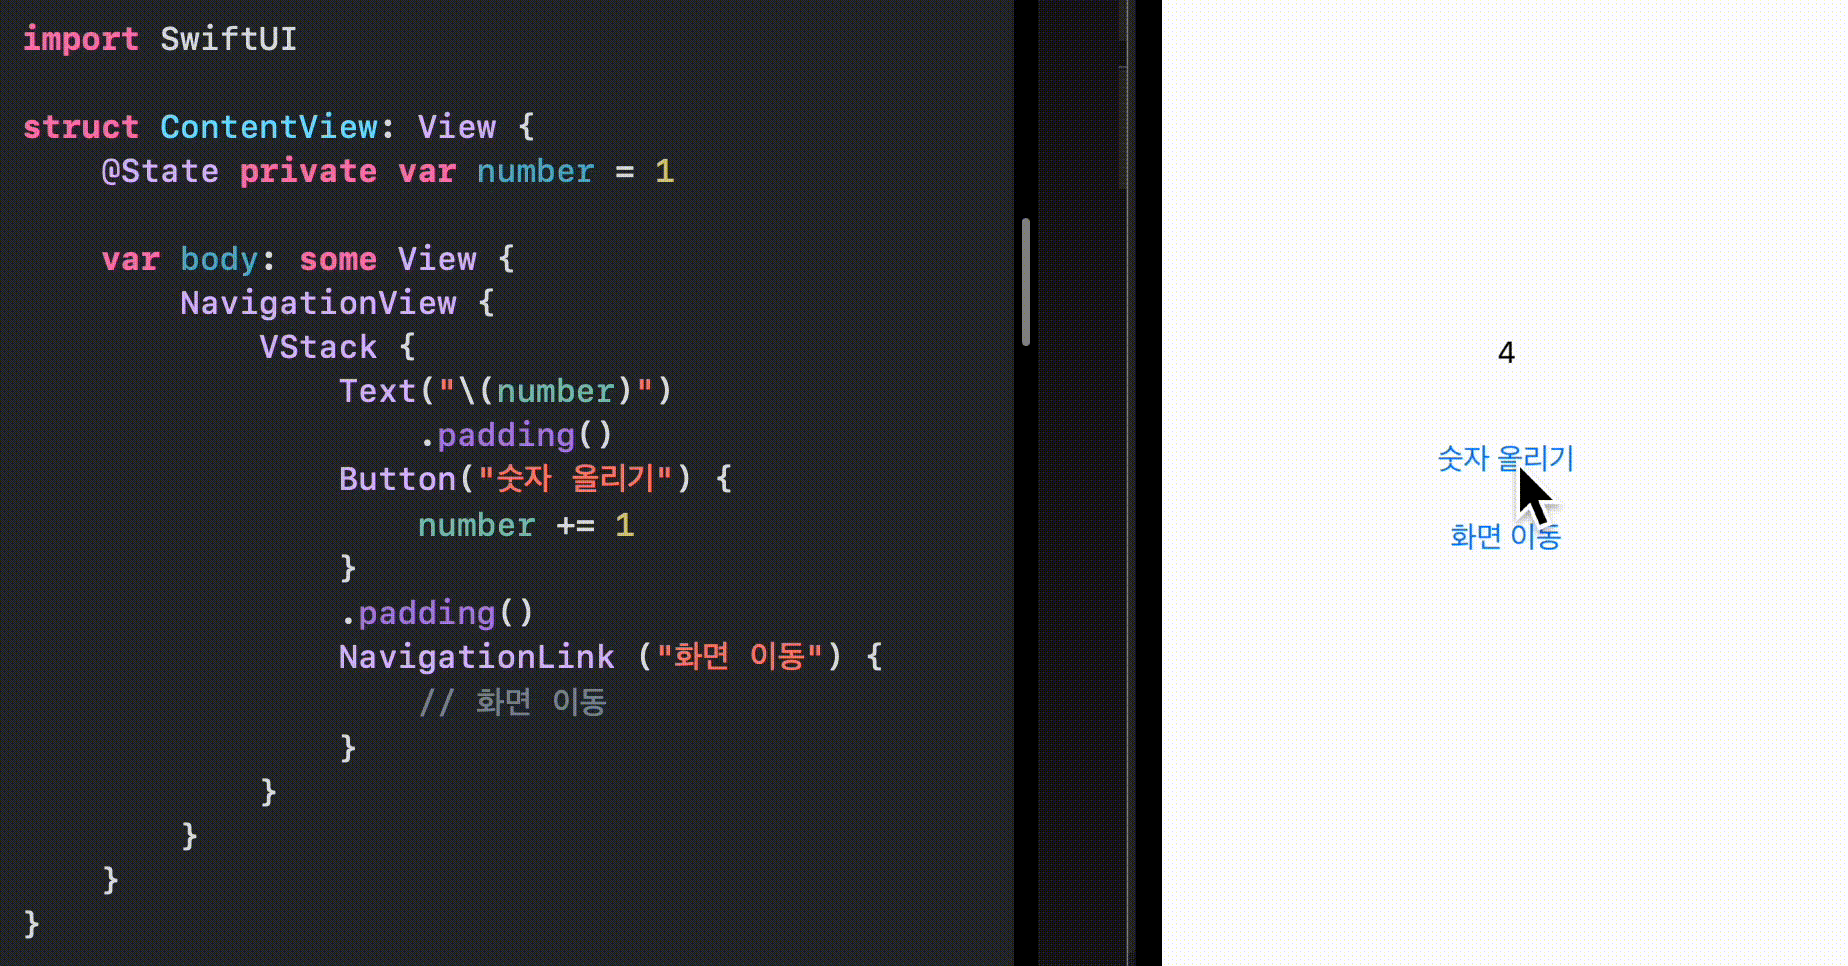 import SwiftUI
struct ContentView: View {
@State private var number = 1
var body: some View {
NavigationView {
VStack {
Text("\(number)")
.padding()
Button("숫자 올리기") {
number += 1
}
.padding()
NavigationLink ("화면 이동") {
// 화면 이동
}
}
}
}
}
4
숫자 올리기
화면 이동